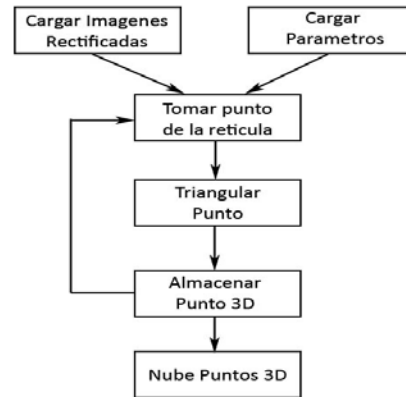 Cargar Imagenes
Rectificadas
Cargar
Parametros
Tomar punto
de la reticula
Triangular
Punto
Almacenar
Punto 3D
Nube Puntos 3D